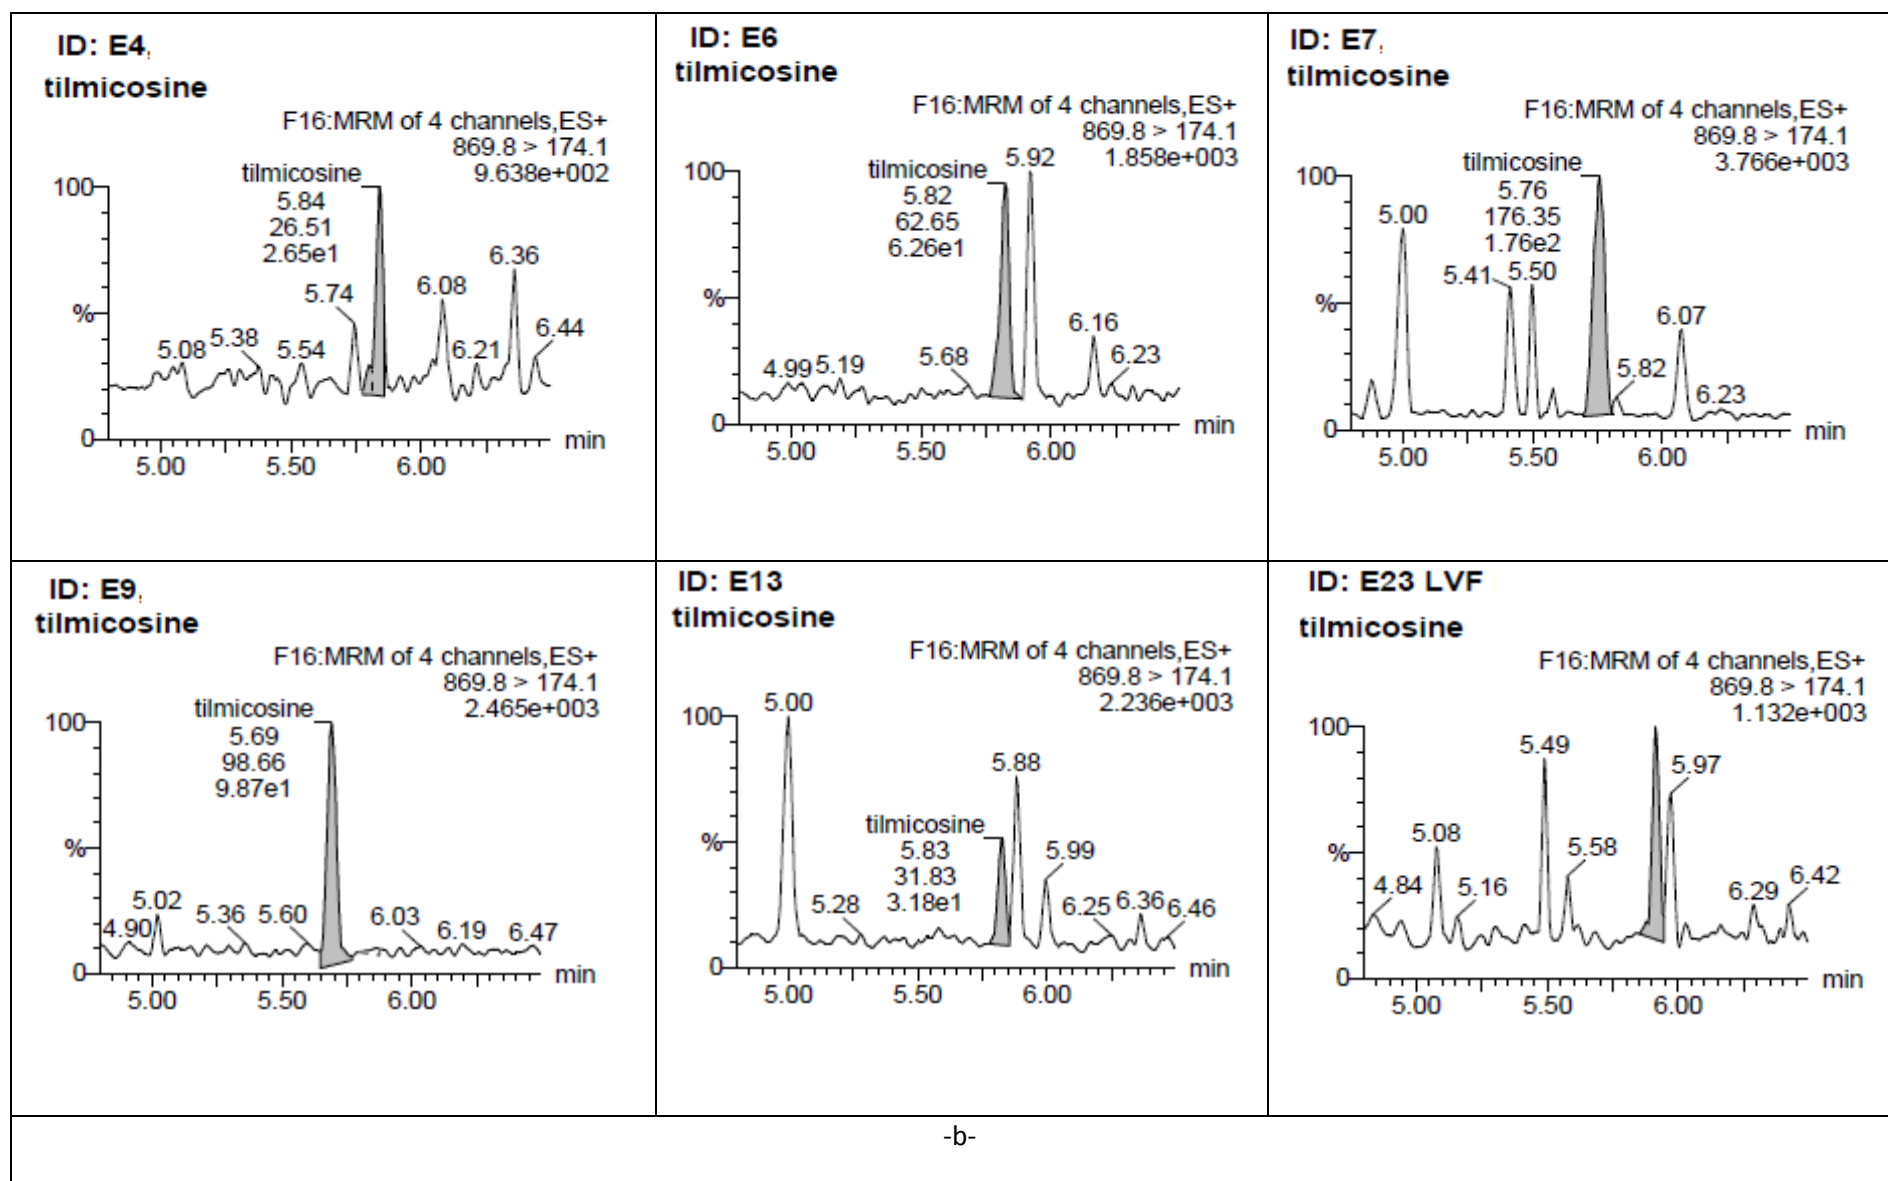 ID: E4,
tilmicosine
F16:MRM of 4 channels,ES+
869.8 > 174.1
9.638e+002
100
tilmicosine
5.84
26.51
2.65e1
5.74
6.08
6.36
%
5.08
5.38
5.54
6.21
6.44
0
min
5.00
5.50
6.00
ID: E6
tilmicosine
F16:MRM of 4 channels,ES+
869.8 > 174.1
1.858e+003
100
tilmicosine
5.82
62.65
6.26e1
5.92
%
4.99
5.19
5.68
6.16
6.23
0
min
5.00
5.50
6.00
ID: E7,
tilmicosine
F16:MRM of 4 channels,ES+
869.8 > 174.1
3.766e+003
100
tilmicosine
5.76
176.35
1.76e2
5.00
5.41
5.50
%
6.07
5.82
6.23
0
min
5.00
5.50
6.00
ID: E9,
tilmicosine
F16:MRM of 4 channels,ES+
869.8 > 174.1
2.465e+003
100
tilmicosine
5.69
98.66
9.87e1
%
4.90
5.02
5.36
5.60
6.03
6.19
6.47
0
min
5.00
5.50
6.00
ID: E13
tilmicosine
F16:MRM of 4 channels,ES+
869.8 > 174.1
2.236e+003
100
5.00
5.88
tilmicosine
5.83
31.83
3.18e1
%
5.99
5.28
6.25
6.36
6.46
0
min
5.00
5.50
6.00
ID: E23 LVF
tilmicosine
F16:MRM of 4 channels,ES+
869.8 > 174.1
1.132e+003
100
5.49
5.97
5.08
%
5.58
4.84
5.16
6.29
6.42
0
min
5.00
5.50
6.00
-b-